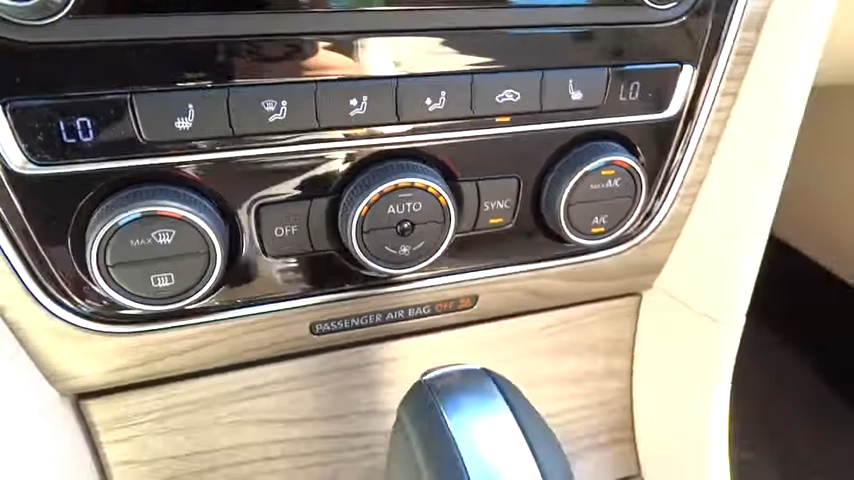 LO
LO
AUTO
SYNC
OFF
MAX
MAX A/C
A/C
PASSENGER AIR BAG OFF